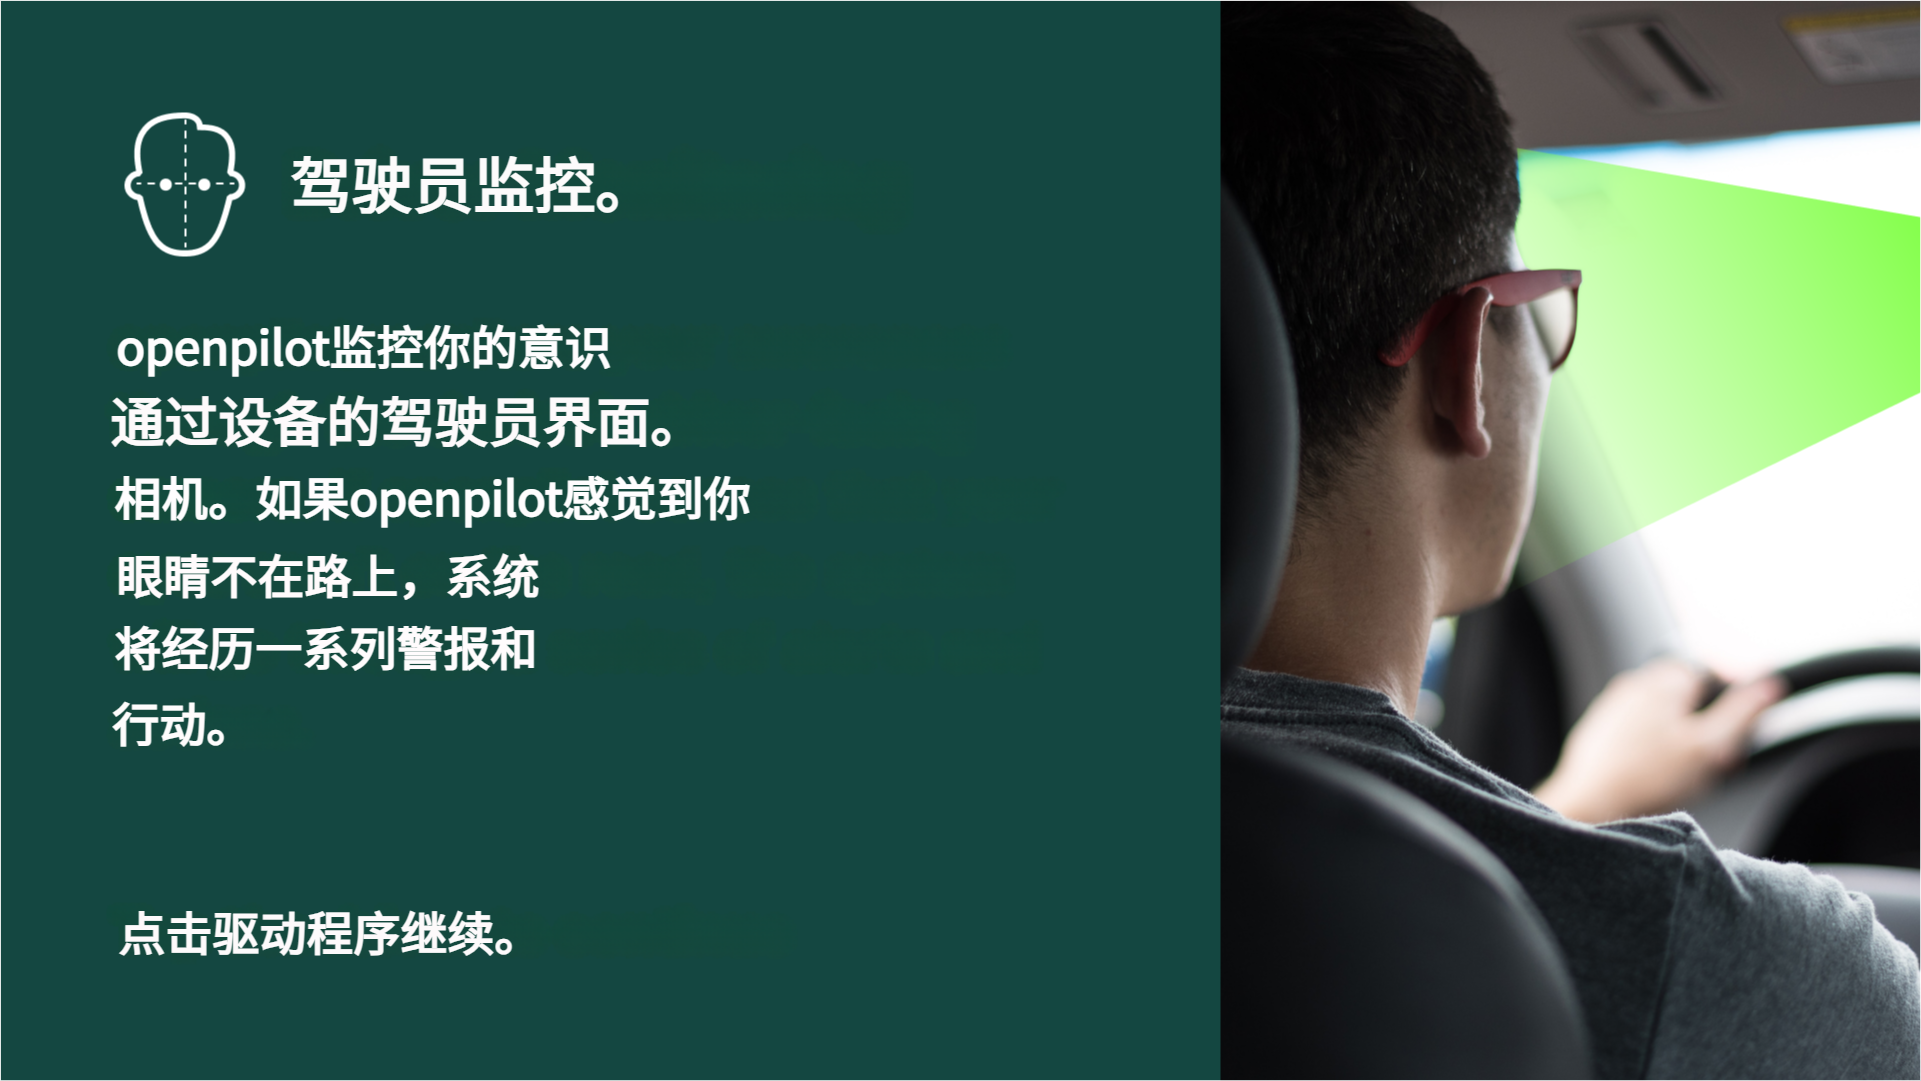 驾驶员监控。
openpilot监控你的意识
通过设备的驾驶员界面。
相机。如果openpilot感觉到你
眼睛不在路上，系统
将经历一系列警报和
行动。
点击驱动程序继续。